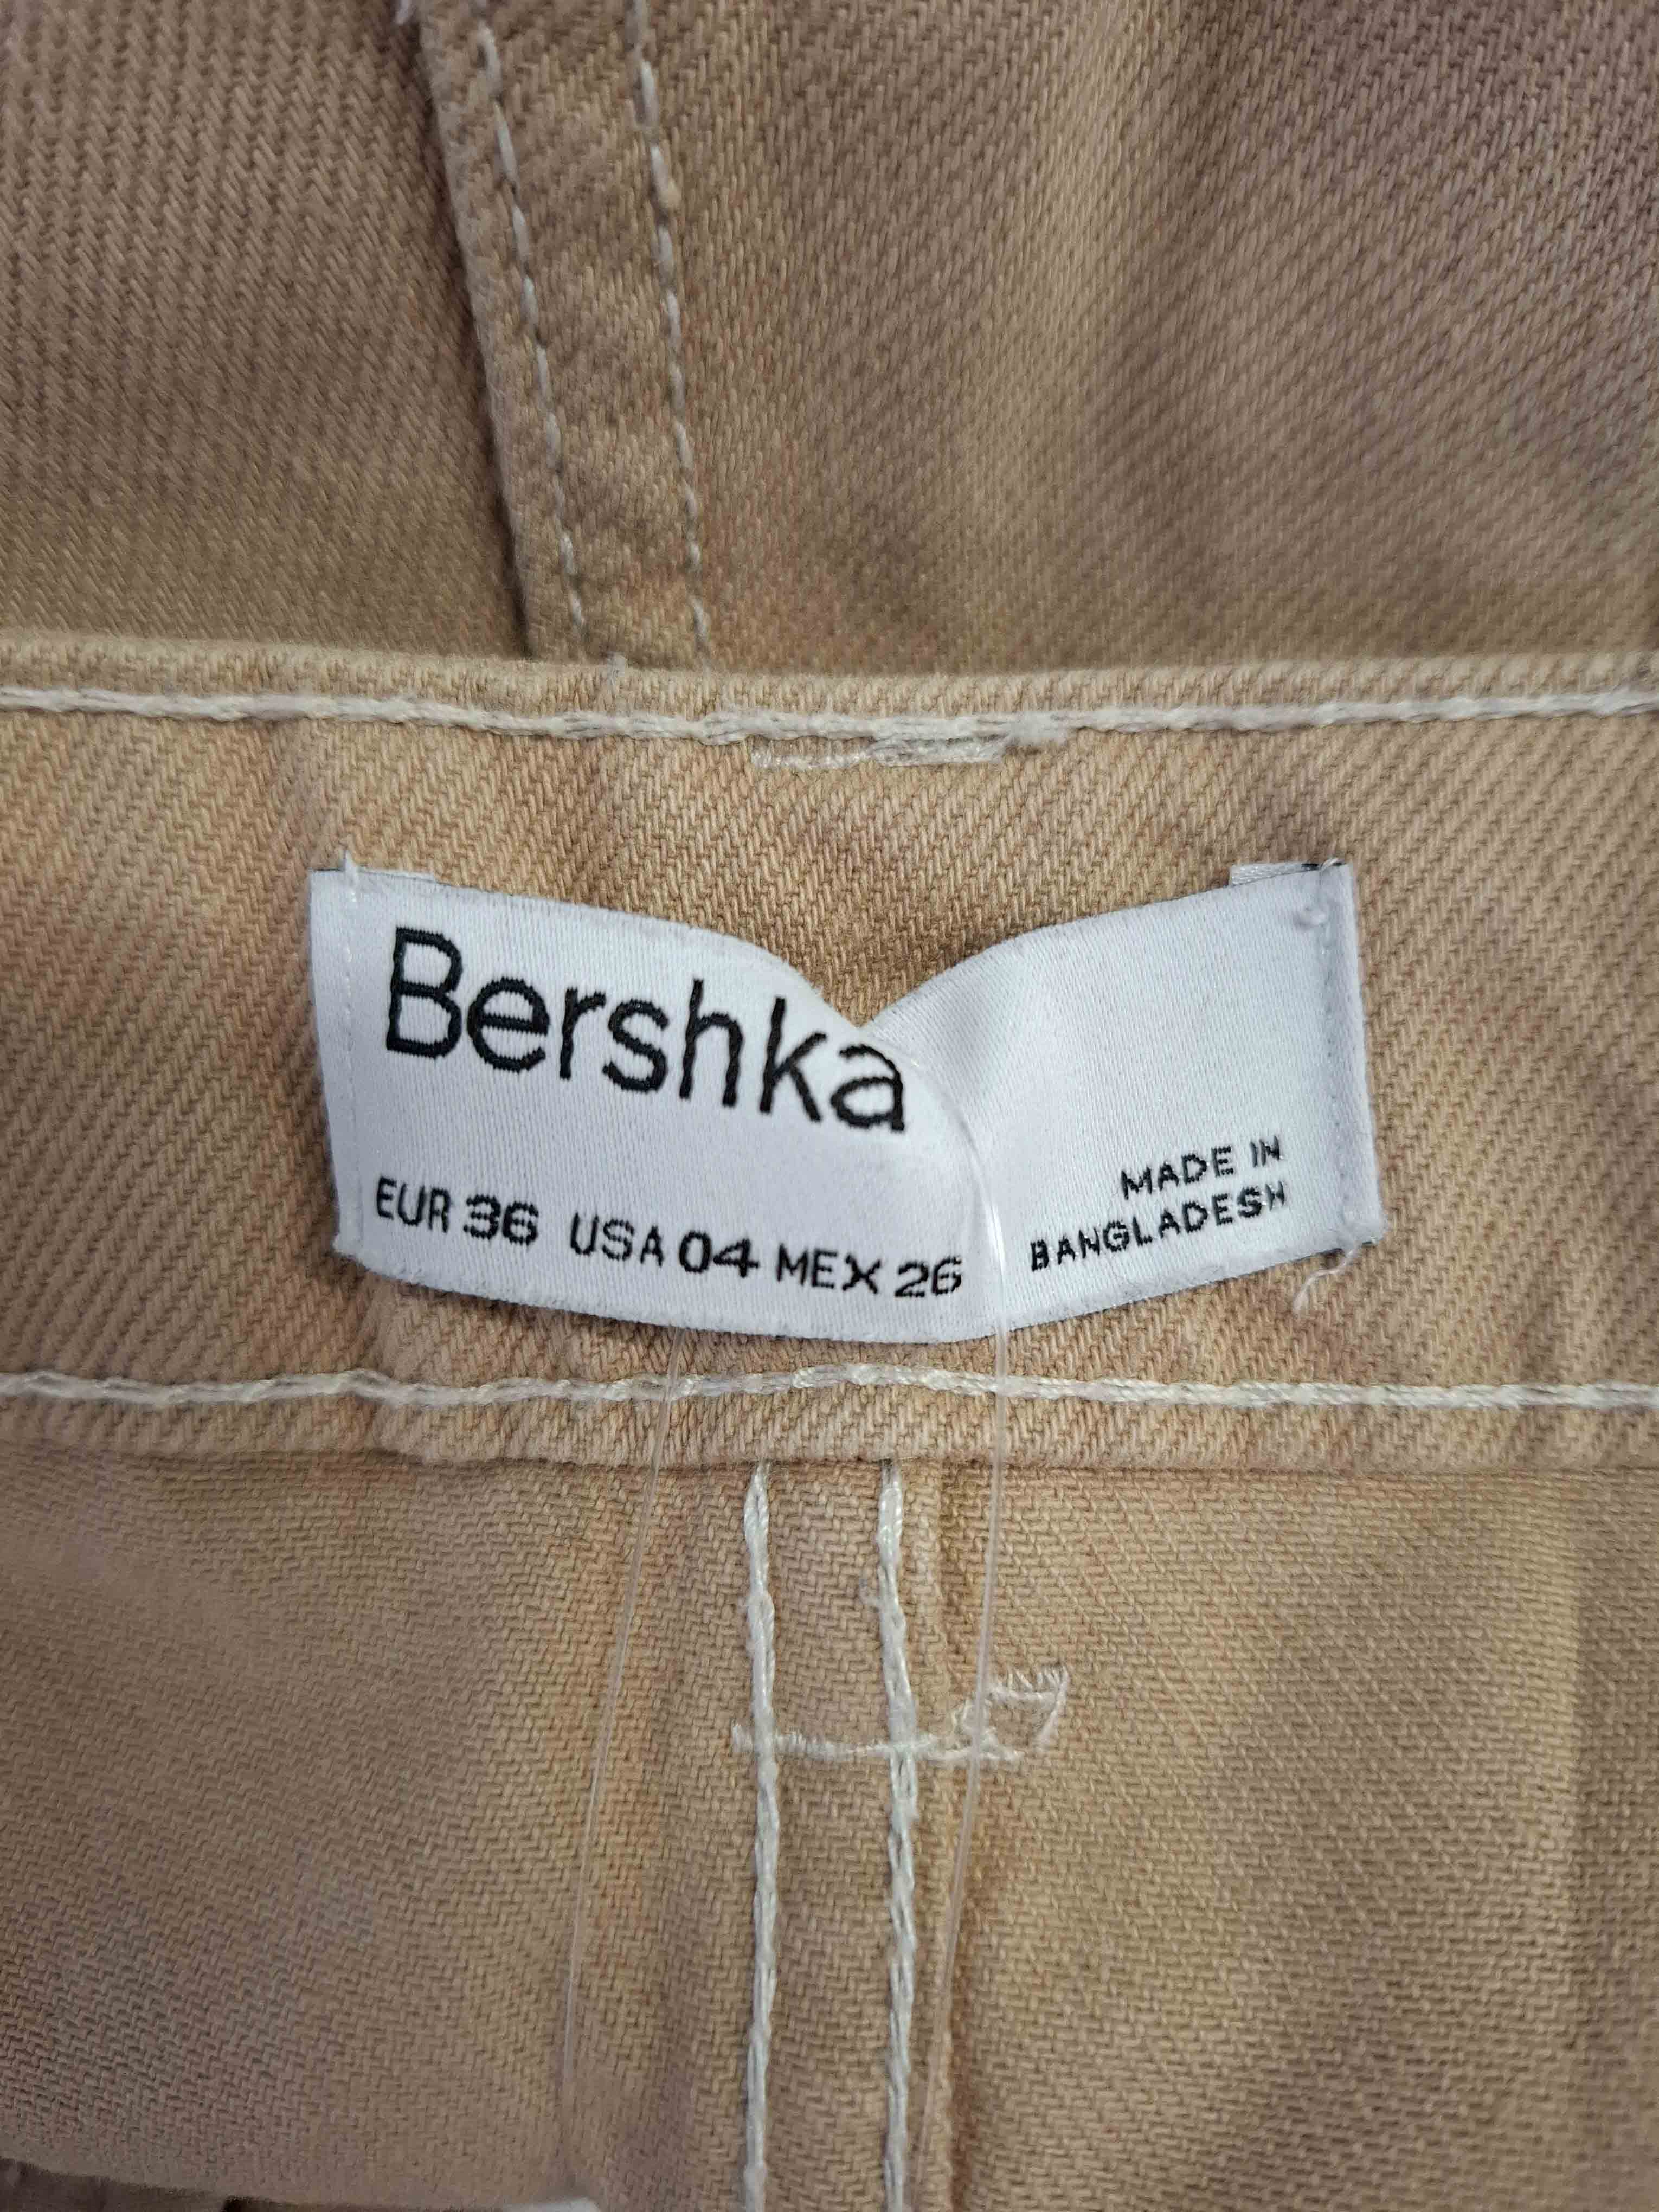 Bershka
EUR 36 USA 04 MEX 26
MADE IN
BANGLADESH